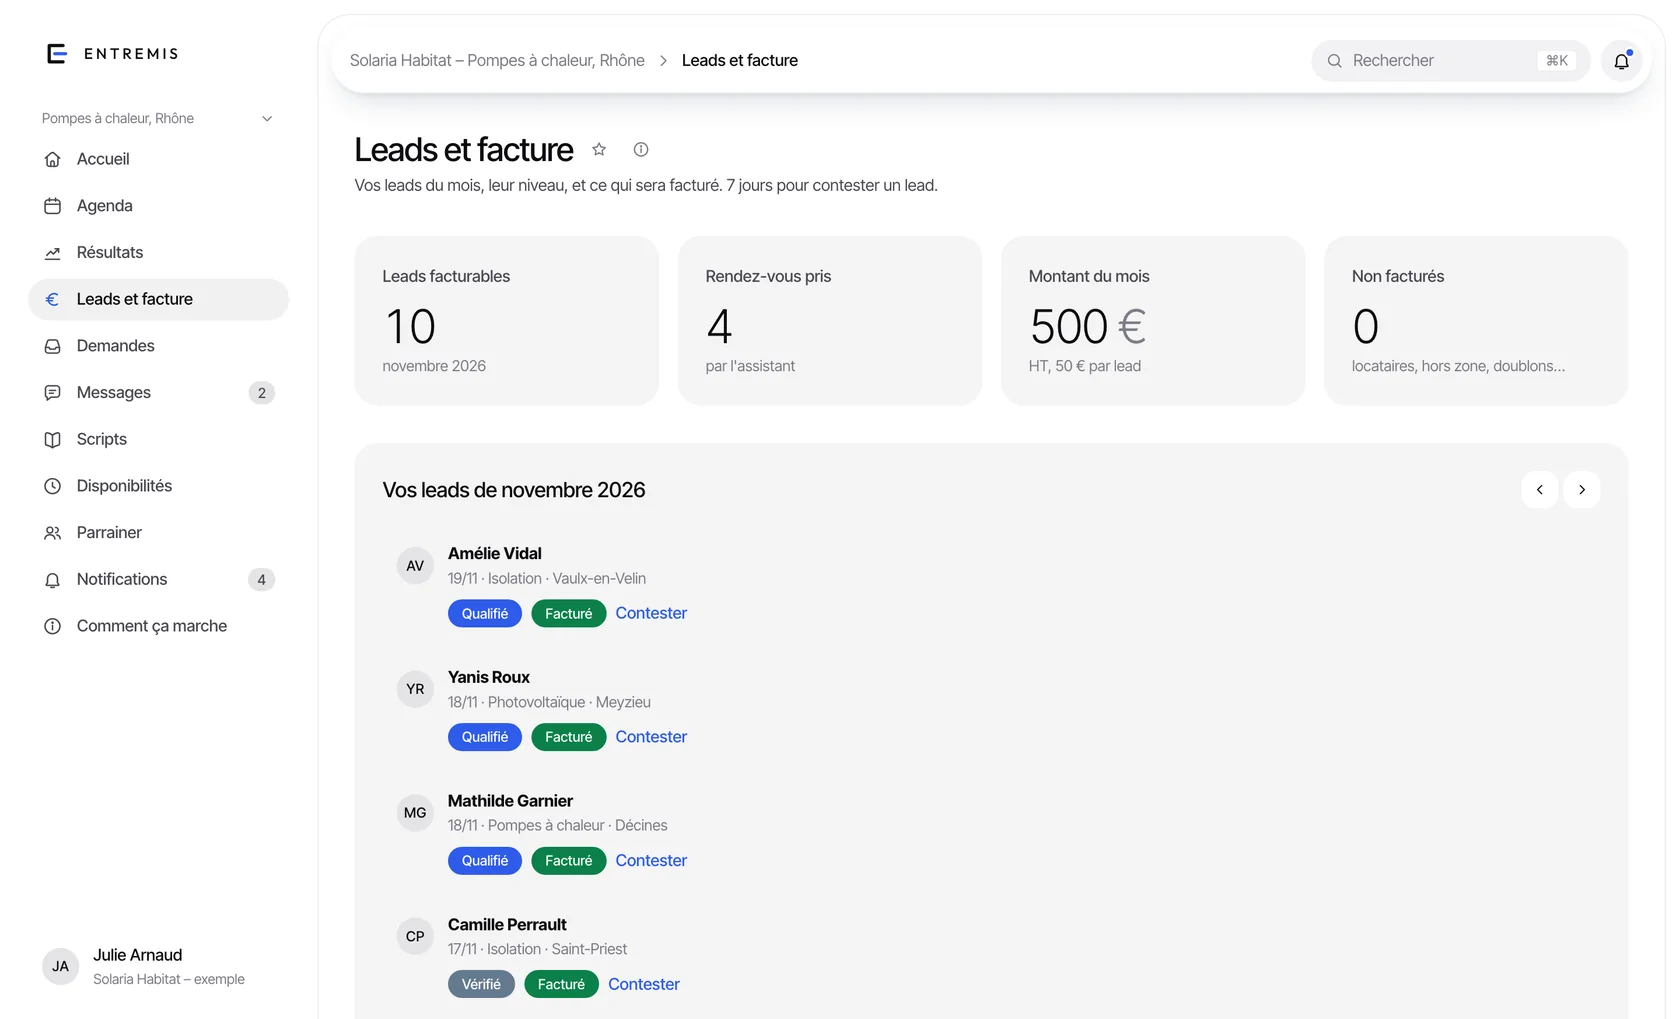 ENTREMIS
Pompes à chaleur, Rhône
Accueil
Agenda
Résultats
Leads et facture
Demandes
Messages 2
Scripts
Disponibilités
Parrainer
Notifications 4
Comment ça marche
JA
Julie Arnaud
Solaria Habitat – exemple
Solaria Habitat – Pompes à chaleur, Rhône > Leads et facture
Rechercher ⌘K
Leads et facture
Vos leads du mois, leur niveau, et ce qui sera facturé. 7 jours pour contester un lead.
Leads facturables
10
novembre 2026
Rendez-vous pris
4
par l'assistant
Montant du mois
500 €
HT, 50 € par lead
Non facturés
0
locataires, hors zone, doublons…
Vos leads de novembre 2026
AV
Amélie Vidal
19/11 · Isolation · Vaulx-en-Velin
Qualifié Facturé Contester
YR
Yanis Roux
18/11 · Photovoltaïque · Meyzieu
Qualifié Facturé Contester
MG
Mathilde Garnier
18/11 · Pompes à chaleur · Décines
Qualifié Facturé Contester
CP
Camille Perrault
17/11 · Isolation · Saint-Priest
Vérifié Facturé Contester